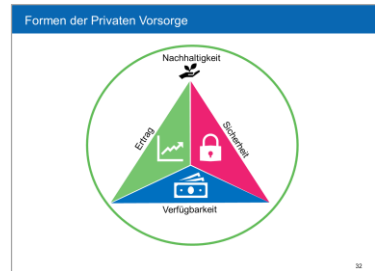 Formen der Privaten Vorsorge
Nachhaltigkeit
Ertrag
Sicherheit
Verfügbarkeit
32